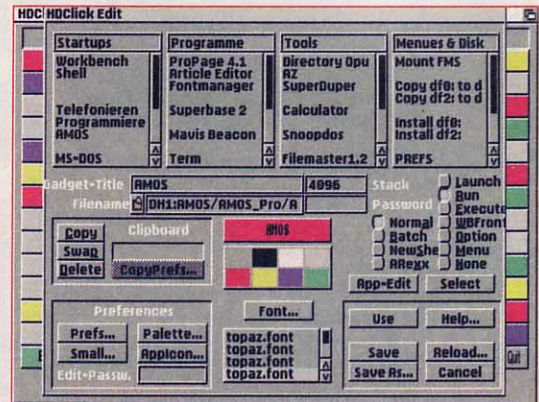 HDC HDClick Edit
Startups
Workbench
Shell
Telefonieren
Programmiere
AMOS
MS-DOS
Programme
ProPage 4.1
Article Editor
Fontmanager
Superbase 2
Mavis Beacon
Term
Tools
Directory Opu
AZ
SuperDuper
Calculator
Snoopdos
Filemaster1.2
Menues & Disk
Mount FMS
Copy df0: to d
Copy df2: to d
Install df0:
Install df2:
PREFS
Gadget-Title AMOS 4096 Stack
Filename DH1:AMOS/AMOS_Pro/A Password
Launch
Run
Execute
Normal WBFront
Batch Option
NewShe Menu
ARexx None
Copy Clipboard
Swap
Delete CopyPrefs...
AMOS
App-Edit Select
Preferences
Prefs... Palette...
Small... AppIcon...
Edit-Passw.
Font...
topaz.font
topaz.font
topaz.font
topaz.font
Use Help...
Save Reload...
Save As... Cancel
Quit